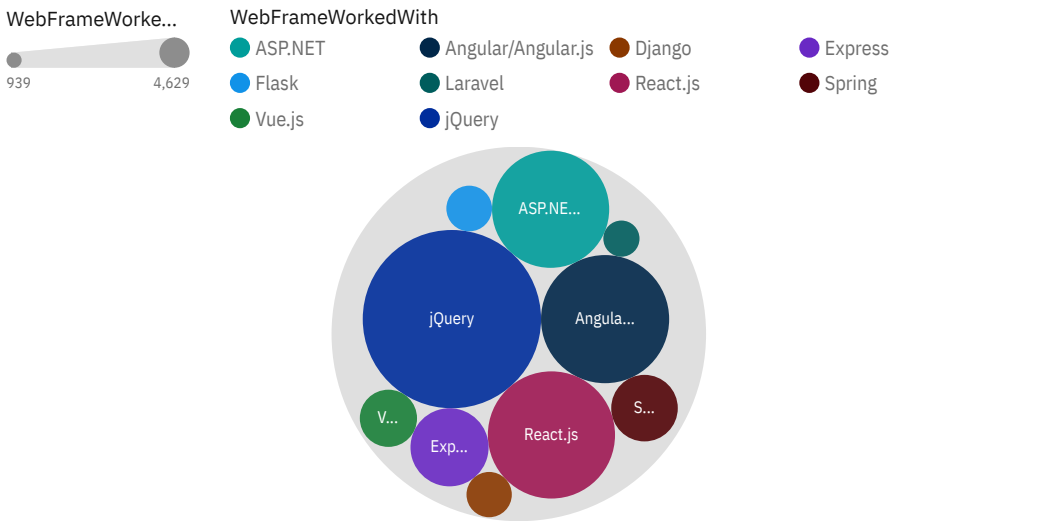 WebFrameWorke...
939
4,629
WebFrameWorkedWith
ASP.NET
Angular/Angular.js
Django
Express
Flask
Laravel
React.js
Spring
Vue.js
jQuery
ASP.NE...
jQuery
Angula...
S...
V...
React.js
Exp...